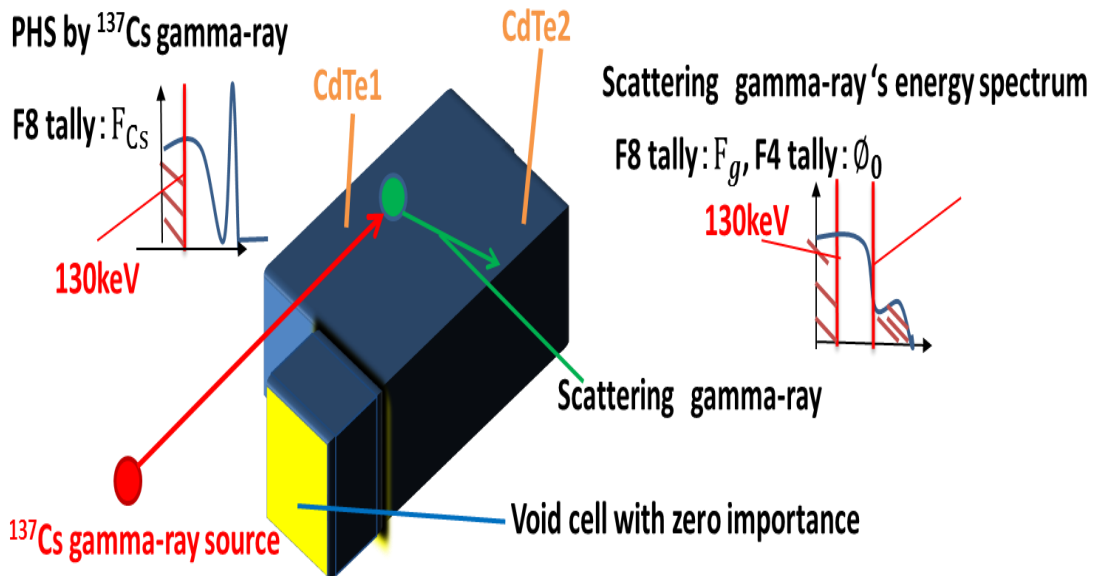 PHS by ¹³⁷Cs gamma-ray
F8 tally : F_Cs
130keV
CdTe1
CdTe2
Scattering gamma-ray‘s energy spectrum
F8 tally : F_g, F4 tally : Ø₀
130keV
Scattering gamma-ray
Void cell with zero importance
¹³⁷Cs gamma-ray source